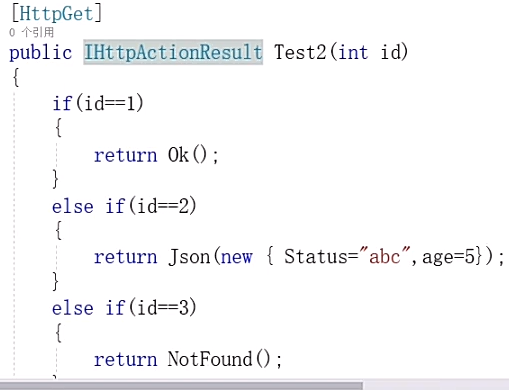 [HttpGet]
0 个引用
public IHttpActionResult Test2(int id)
{
if(id==1)
{
return Ok();
}
else if(id==2)
{
return Json(new { Status="abc",age=5});
}
else if(id==3)
{
return NotFound();